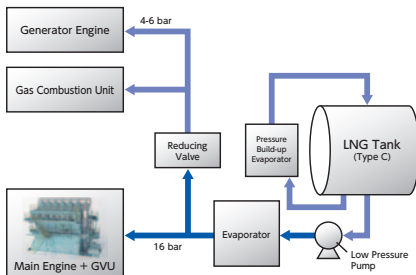 4-6 bar
Generator Engine
Gas Combustion Unit
Reducing
Valve
Pressure
Build-up
Evaporator
LNG Tank
(Type C)
Main Engine + GVU
16 bar
Evaporator
Low Pressure
Pump